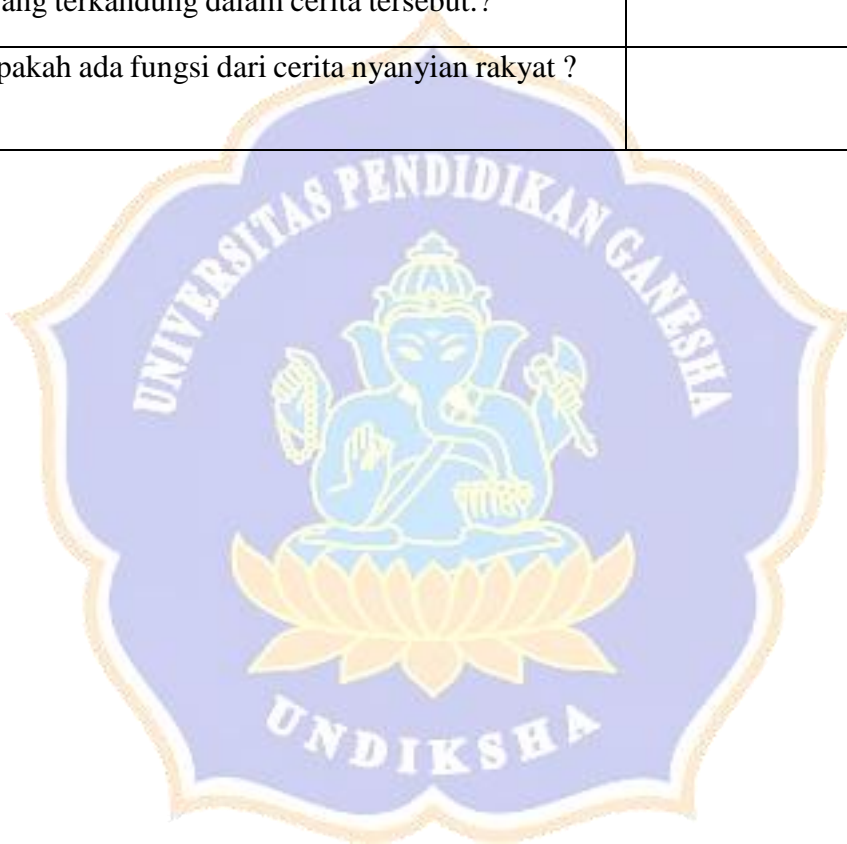 yang terkandung dalam cerita tersebut.?
pakah ada fungsi dari cerita nyanyian rakyat ?
UNIVERSITAS PENDIDIKAN GANESHA
UNDIKSHA